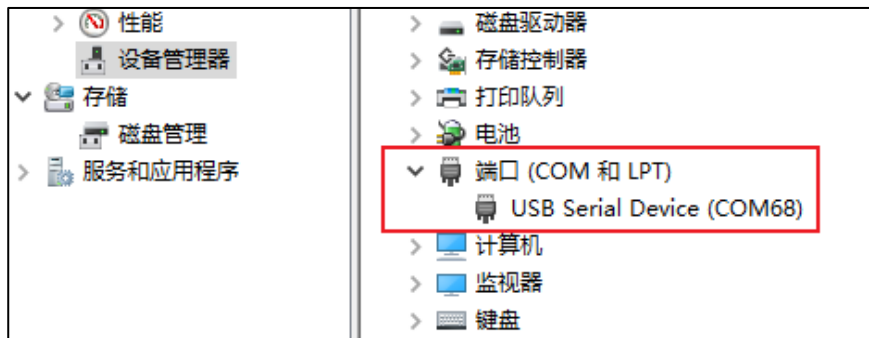 性能
设备管理器
存储
磁盘管理
服务和应用程序
磁盘驱动器
存储控制器
打印队列
电池
端口 (COM 和 LPT)
USB Serial Device (COM68)
计算机
监视器
键盘